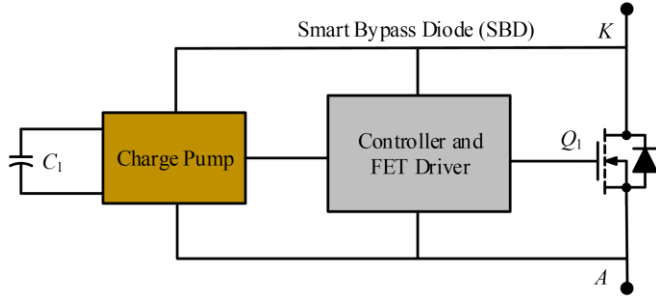 Smart Bypass Diode (SBD)
K
C1
Charge Pump
Controller and
FET Driver
Q1
A